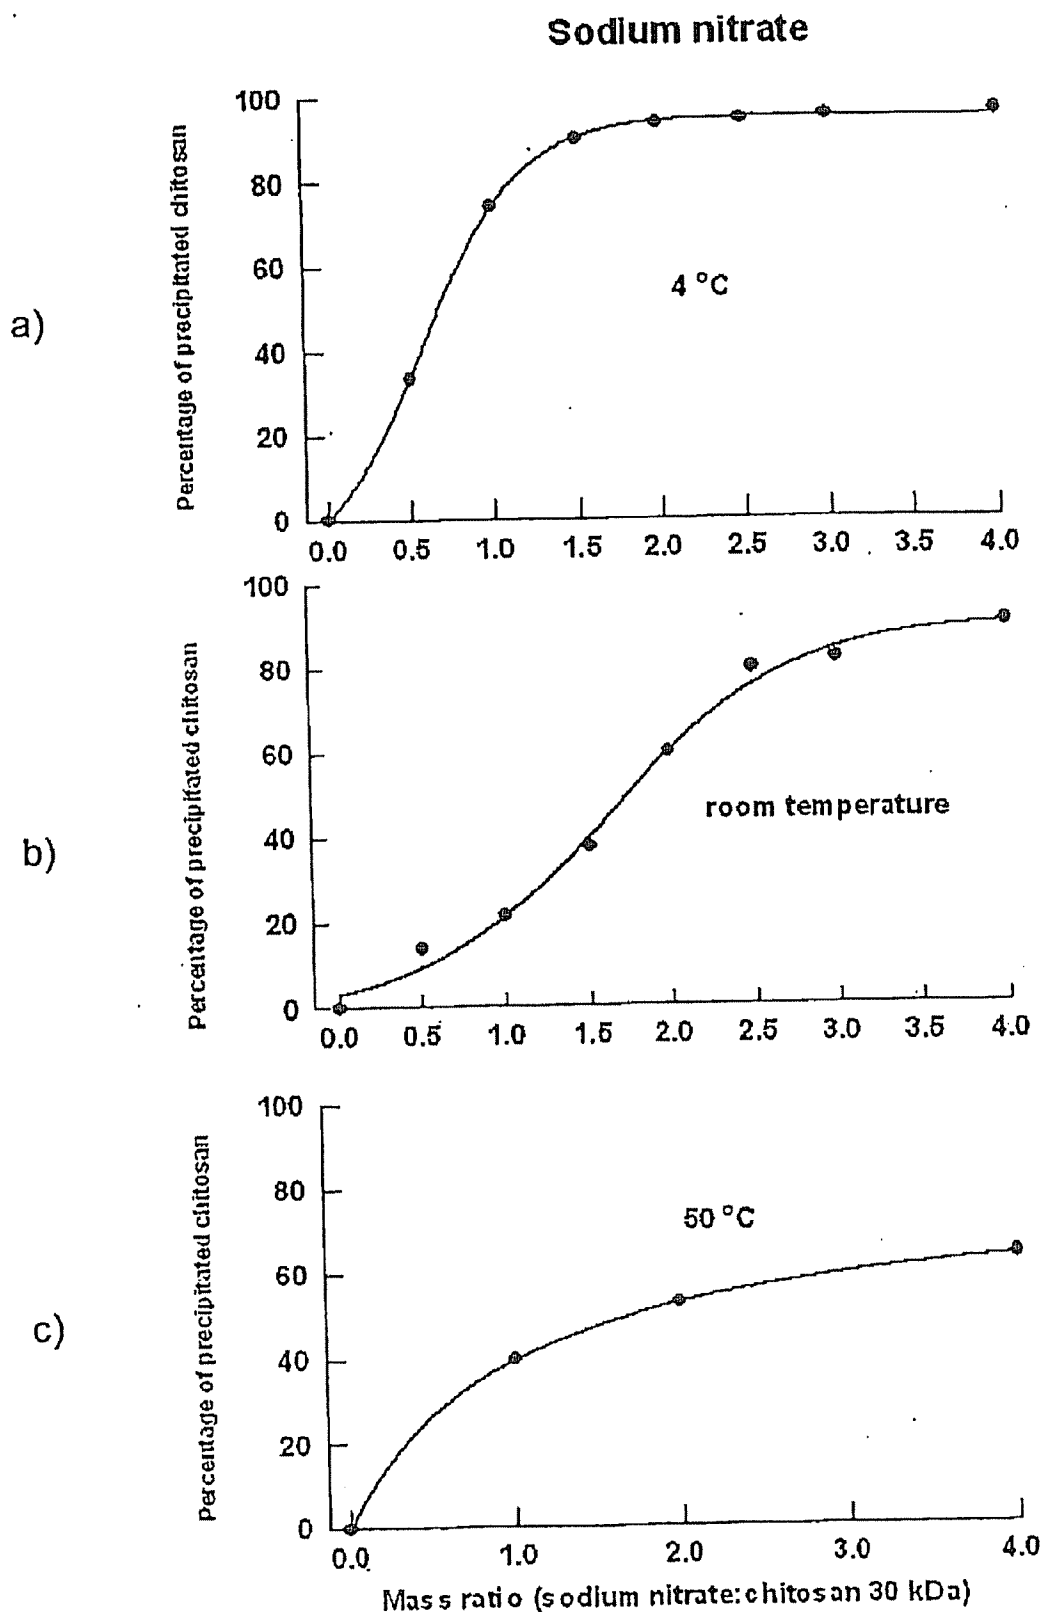 Sodium nitrate
a)
Percentage of precipitated chitosan
100
80
60
40
20
0
4 °C
0.0 0.5 1.0 1.5 2.0 2.5 3.0 3.5 4.0
b)
Percentage of precipitated chitosan
100
80
60
40
20
0
room temperature
0.0 0.5 1.0 1.5 2.0 2.5 3.0 3.5 4.0
c)
Percentage of precipitated chitosan
100
80
60
40
20
0
50 °C
0.0 1.0 2.0 3.0 4.0
Mass ratio (sodium nitrate:chitosan 30 kDa)